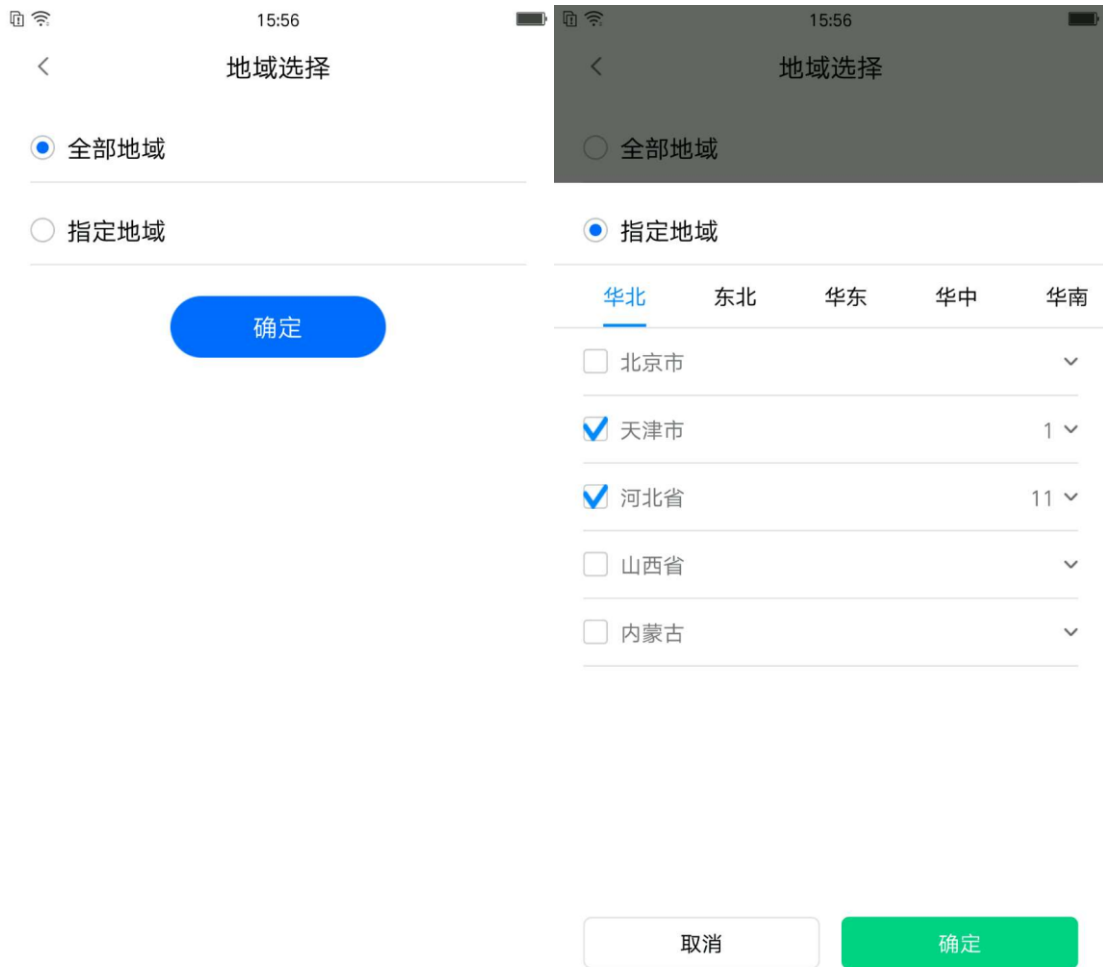 15:56
地域选择
全部地域
指定地域
确定
15:56
地域选择
全部地域
指定地域
华北 东北 华东 华中 华南
北京市
天津市 1
河北省 11
山西省
内蒙古
取消 确定